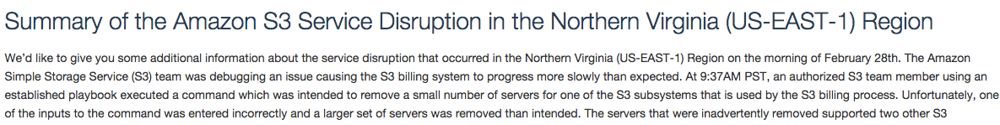 Summary of the Amazon S3 Service Disruption in the Northern Virginia (US-EAST-1) Region
We'd like to give you some additional information about the service disruption that occurred in the Northern Virginia (US-EAST-1) Region on the morning of February 28th. The Amazon
Simple Storage Service (S3) team was debugging an issue causing the S3 billing system to progress more slowly than expected. At 9:37AM PST, an authorized S3 team member using an
established playbook executed a command which was intended to remove a small number of servers for one of the S3 subsystems that is used by the S3 billing process. Unfortunately, one
of the inputs to the command was entered incorrectly and a larger set of servers was removed than intended. The servers that were inadvertently removed supported two other S3